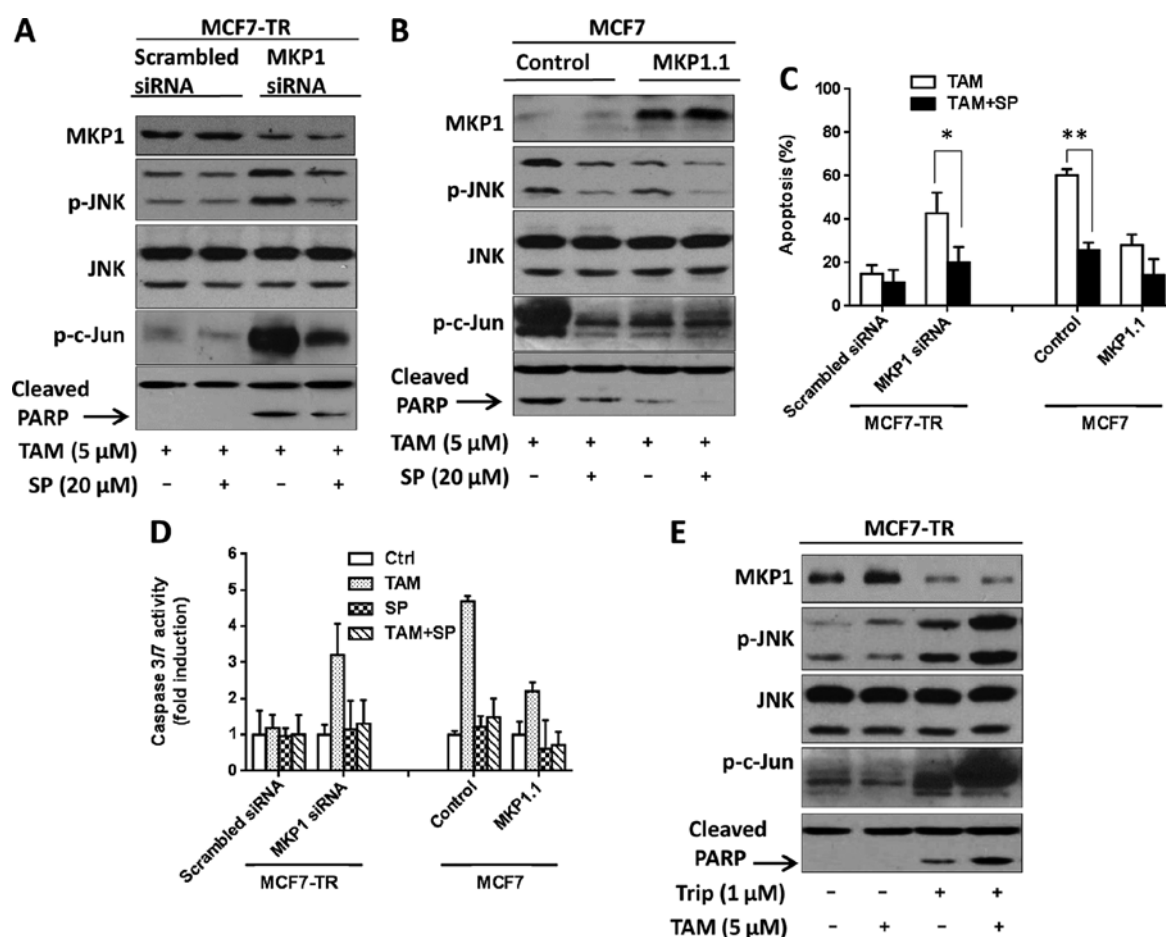 A
MCF7-TR
Scrambled siRNA
MKP1 siRNA
MKP1
p-JNK
JNK
p-c-Jun
Cleaved
PARP
TAM (5 µM) + + + +
SP (20 µM) − + − +
B
MCF7
Control MKP1.1
MKP1
p-JNK
JNK
p-c-Jun
Cleaved
PARP
TAM (5 µM) + + + +
SP (20 µM) − + − +
C
TAM
TAM+SP
Apoptosis (%)
100
80
60
40
20
0
* **
Scrambled siRNA
MKP1 siRNA
Control
MKP1.1
MCF7-TR MCF7
D
Ctrl
TAM
SP
TAM+SP
Caspase 3/7 activity
(fold induction)
6
5
4
3
2
1
0
Scrambled siRNA
MKP1 siRNA
Control
MKP1.1
MCF7-TR MCF7
E
MCF7-TR
MKP1
p-JNK
JNK
p-c-Jun
Cleaved
PARP
Trip (1 µM) − − + +
TAM (5 µM) − + − +